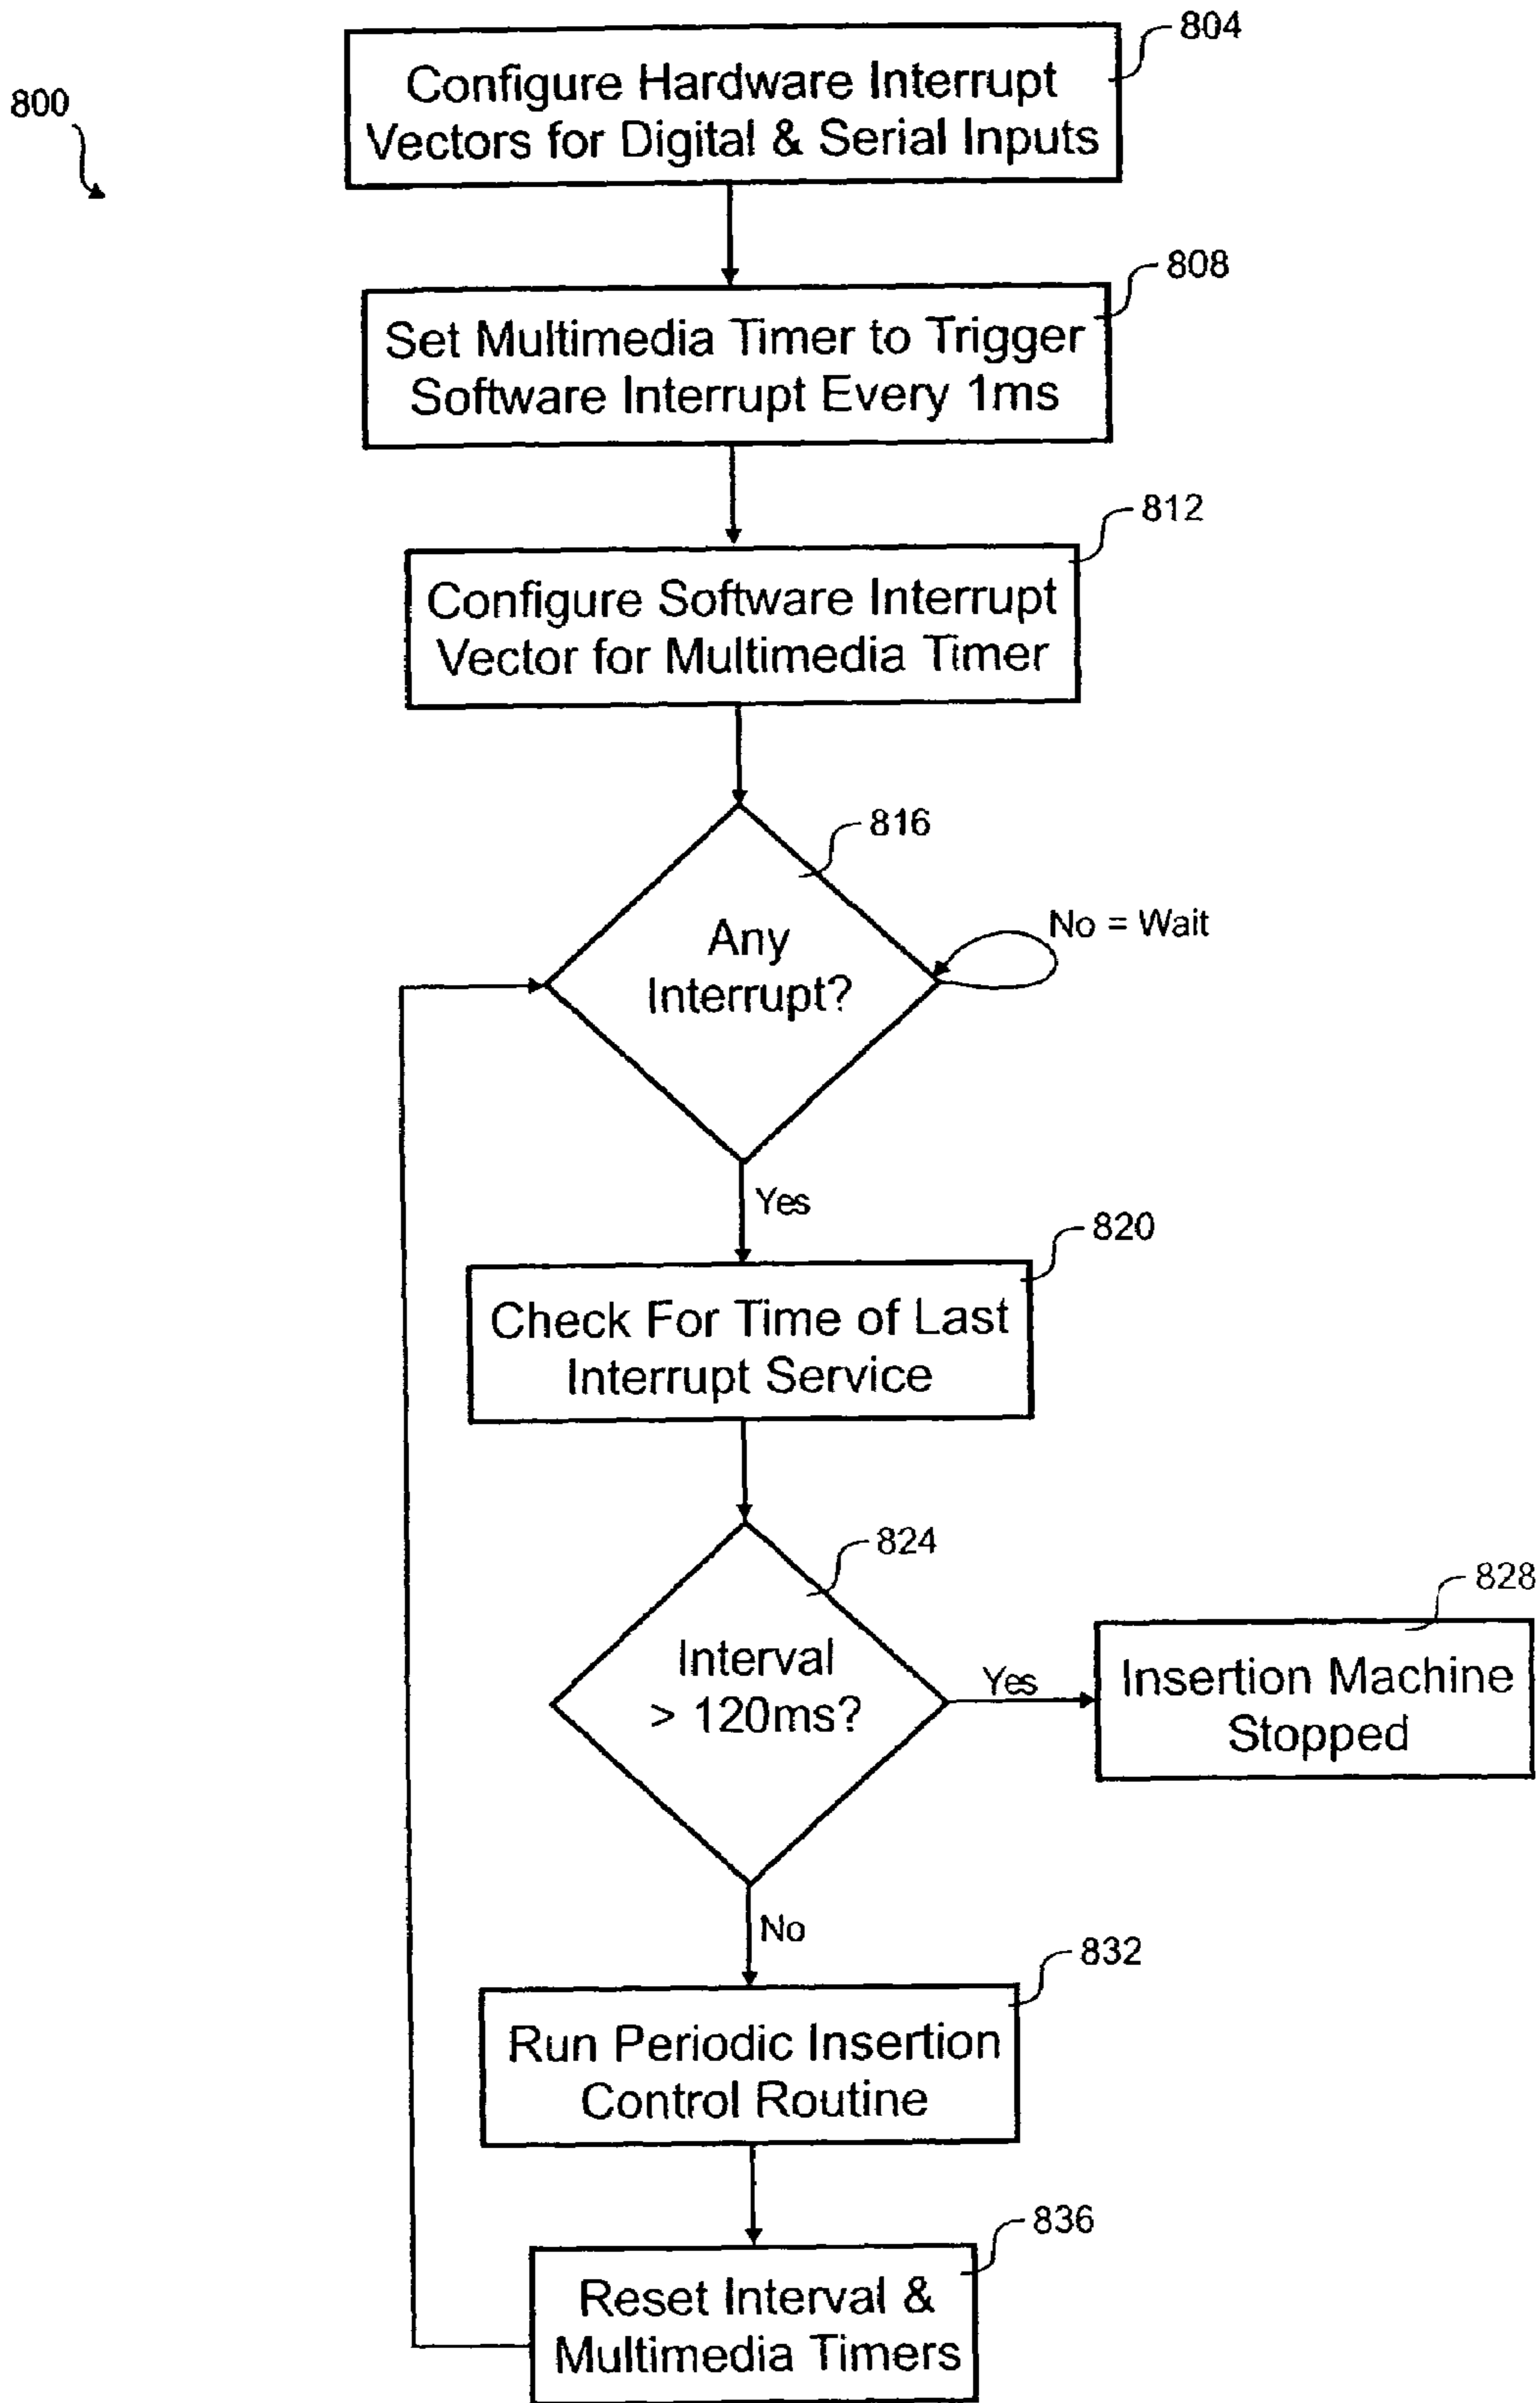 804
800
Configure Hardware Interrupt
Vectors for Digital & Serial Inputs
808
Set Multimedia Timer to Trigger
Software Interrupt Every 1ms
812
Configure Software Interrupt
Vector for Multimedia Timer
816
Any
Interrupt?
No = Wait
Yes
820
Check For Time of Last
Interrupt Service
824
Interval
> 120ms?
Yes
828
Insertion Machine
Stopped
No
832
Run Periodic Insertion
Control Routine
836
Reset Interval &
Multimedia Timers